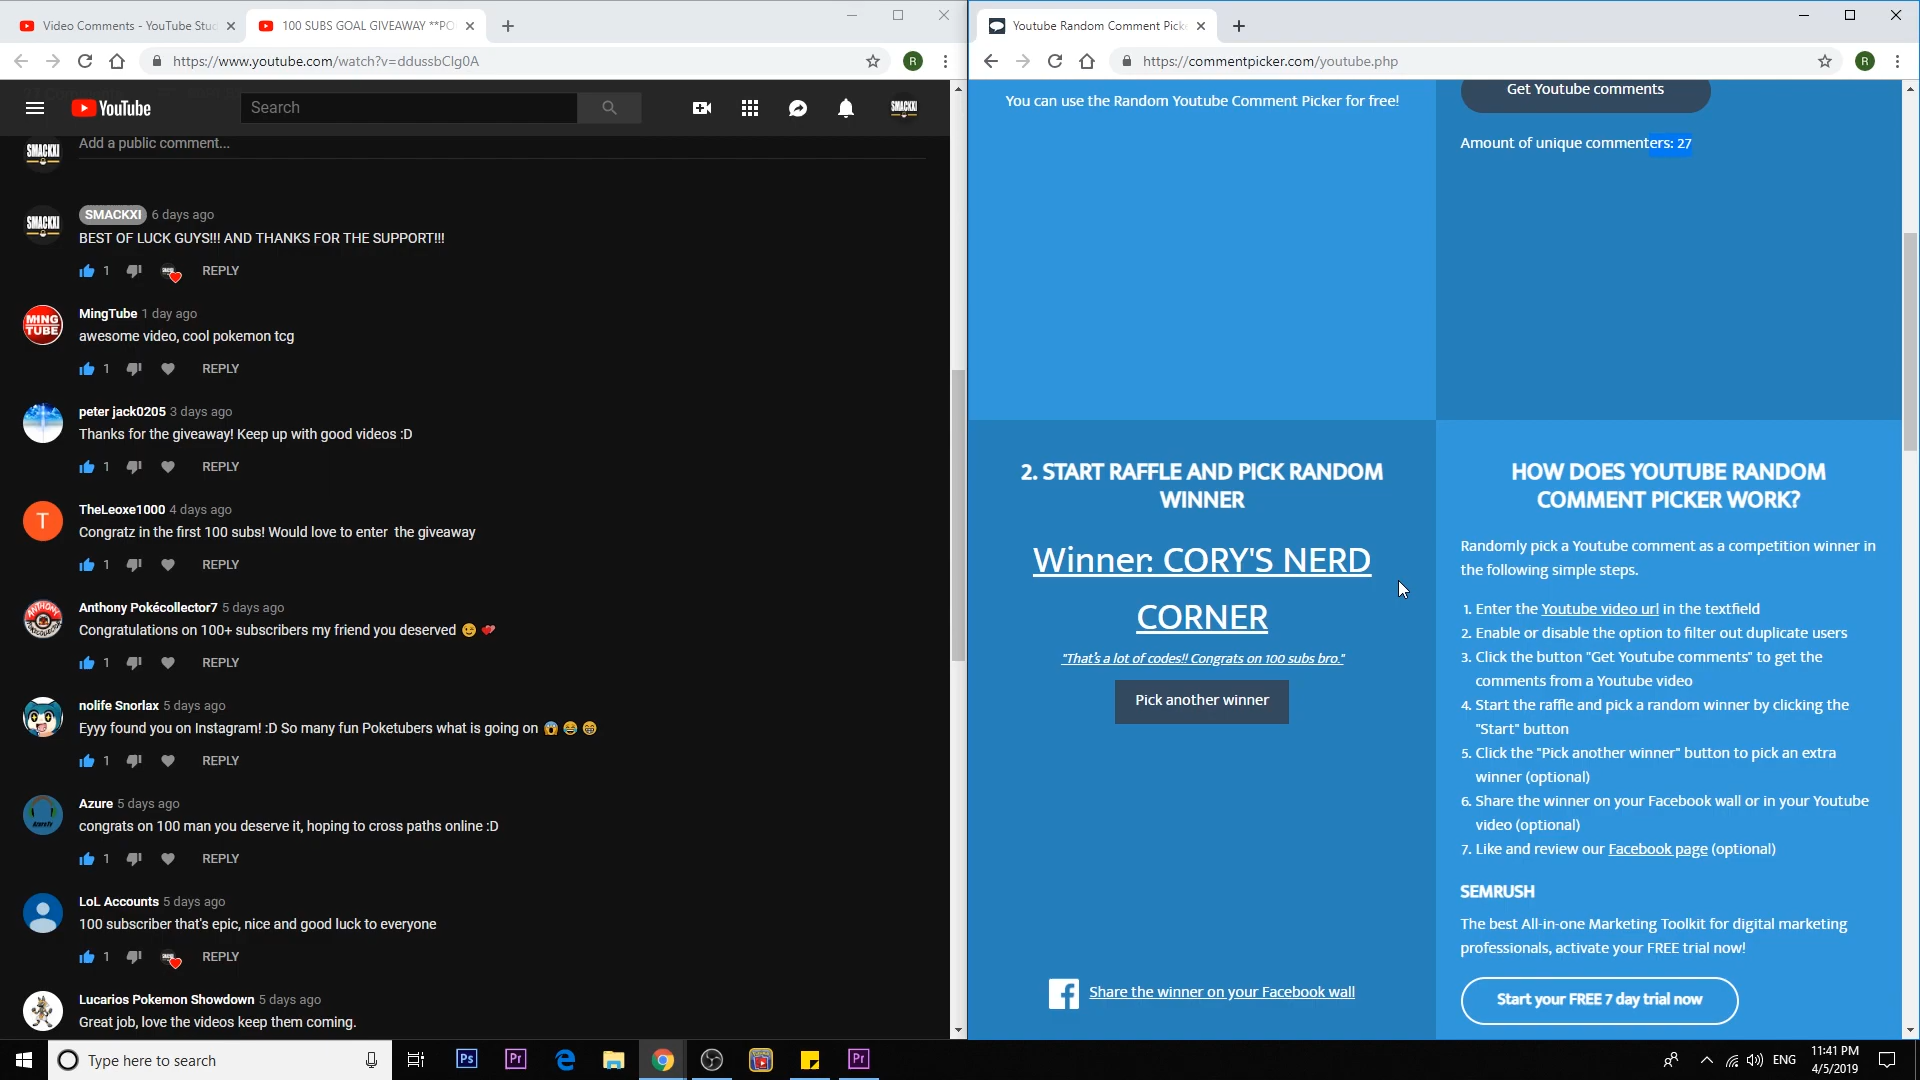 Video Comments - YouTube Stud
100 SUBS GOAL GIVEAWAY **PO
https://www.youtube.com/watch?v=ddussbClg0A
R
YouTube
Search
SMACKXI
SMACKXI
Add a public comment...
SMACKXI
SMACKXI 6 days ago
BEST OF LUCK GUYS!!! AND THANKS FOR THE SUPPORT!!!
1 REPLY
MING TUBE
MingTube 1 day ago
awesome video, cool pokemon tcg
1 REPLY
peter jack0205 3 days ago
Thanks for the giveaway! Keep up with good videos :D
1 REPLY
T
TheLeoxe1000 4 days ago
Congratz in the first 100 subs! Would love to enter the giveaway
1 REPLY
Anthony Pokécollector7 5 days ago
Congratulations on 100+ subscribers my friend you deserved 😉 💕
1 REPLY
nolife Snorlax 5 days ago
Eyyy found you on Instagram! :D So many fun Poketubers what is going on 😱 😂 😁
1 REPLY
Azure 5 days ago
congrats on 100 man you deserve it, hoping to cross paths online :D
1 REPLY
LoL Accounts 5 days ago
100 subscriber that's epic, nice and good luck to everyone
1 REPLY
Lucarios Pokemon Showdown 5 days ago
Great job, love the videos keep them coming.
Youtube Random Comment Picke
https://commentpicker.com/youtube.php
R
You can use the Random Youtube Comment Picker for free!
Get Youtube comments
Amount of unique commenters: 27
2. START RAFFLE AND PICK RANDOM
WINNER
Winner: CORY'S NERD
CORNER
"That's a lot of codes!! Congrats on 100 subs bro."
Pick another winner
Share the winner on your Facebook wall
HOW DOES YOUTUBE RANDOM
COMMENT PICKER WORK?
Randomly pick a Youtube comment as a competition winner in
the following simple steps.
1. Enter the Youtube video url in the textfield
2. Enable or disable the option to filter out duplicate users
3. Click the button "Get Youtube comments" to get the
comments from a Youtube video
4. Start the raffle and pick a random winner by clicking the
"Start" button
5. Click the "Pick another winner" button to pick an extra
winner (optional)
6. Share the winner on your Facebook wall or in your Youtube
video (optional)
7. Like and review our Facebook page (optional)
SEMRUSH
The best All-in-one Marketing Toolkit for digital marketing
professionals, activate your FREE trial now!
Start your FREE 7 day trial now
Type here to search
Ps
Pr
Pr
ENG
11:41 PM
4/5/2019